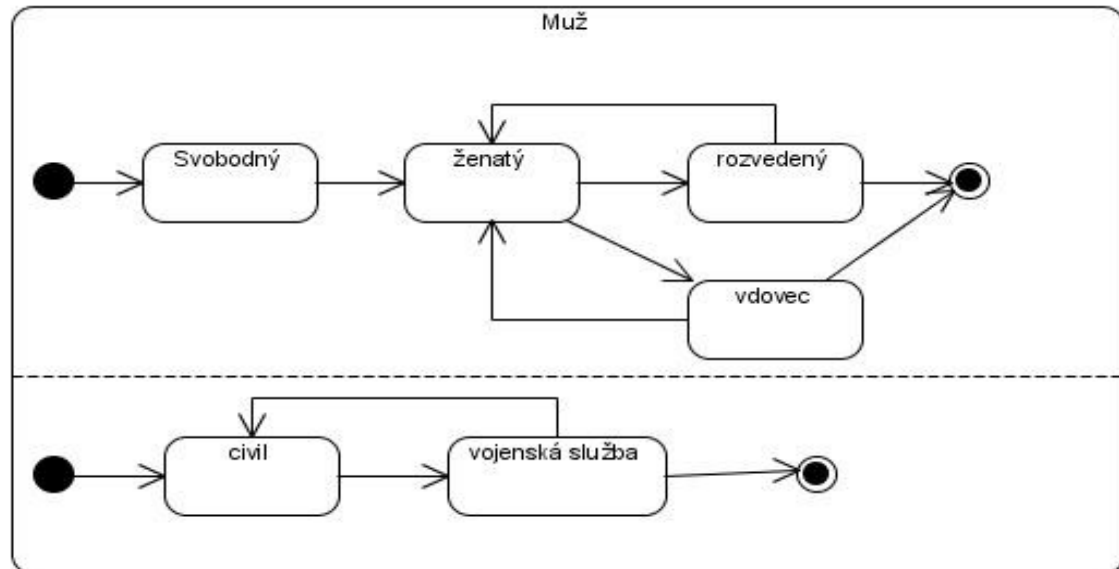 Muž
Svobodný
ženatý
rozvedený
vdovec
civil
vojenská služba